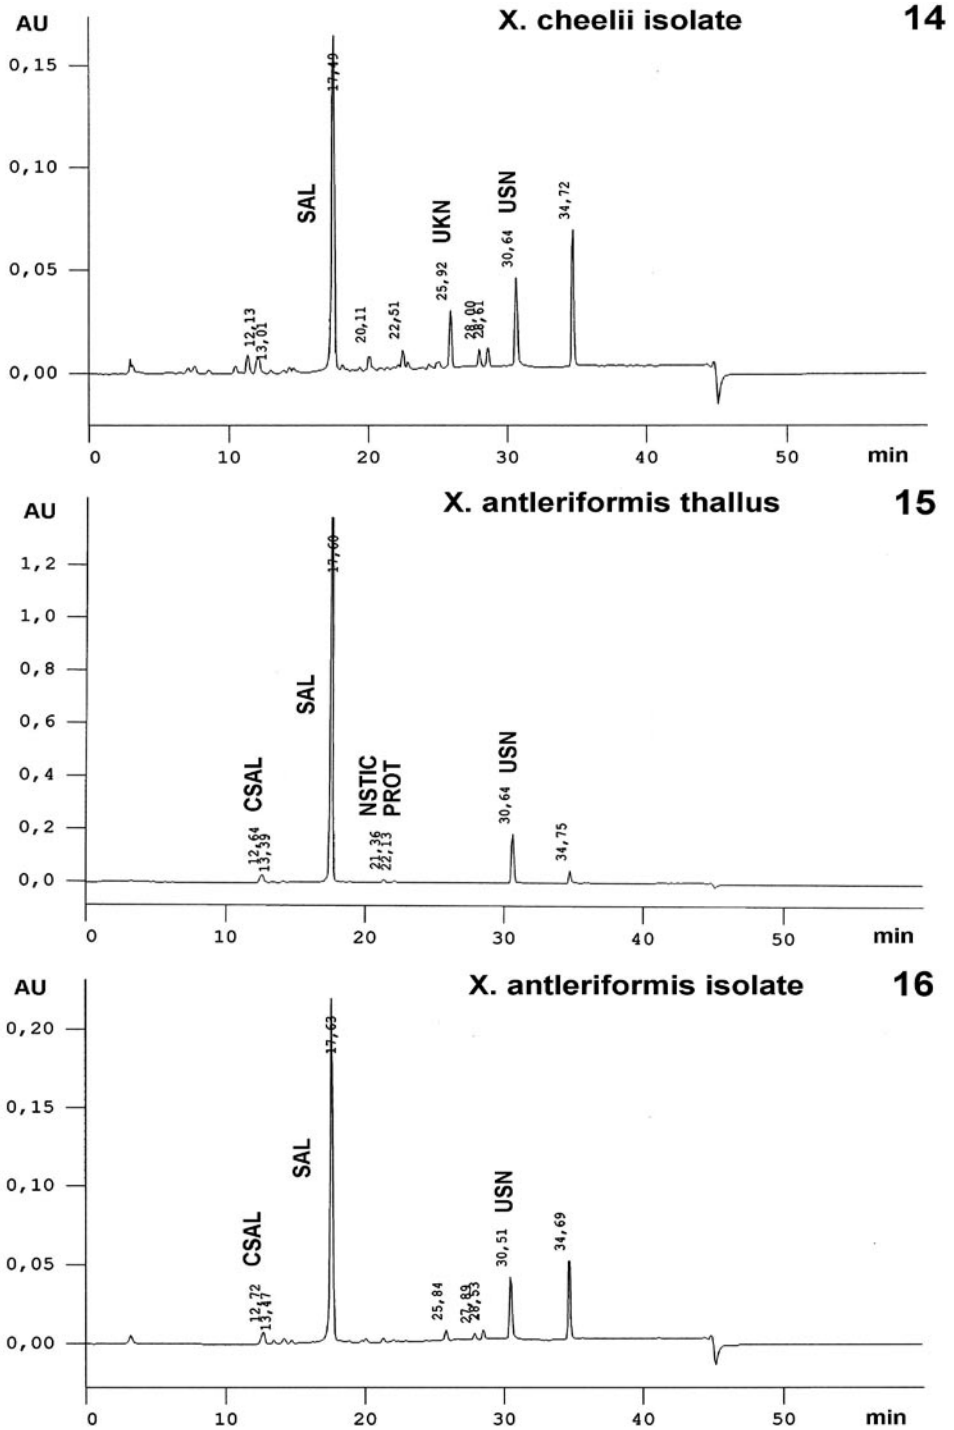 AU
X. cheelii isolate
14
0,15
0,10
0,05
0,00
SAL
UKN
USN
12,13
13,01
17,49
20,11
22,51
25,92
28,00
28,61
30,64
34,72
0 10 20 30 40 50 min
AU
X. antleriformis thallus
15
1,2
1,0
0,8
0,6
0,4
0,2
0,0
CSAL
SAL
NSTIC
PROT
USN
12,64
13,39
17,60
21,36
22,13
30,64
34,75
0 10 20 30 40 50 min
AU
X. antleriformis isolate
16
0,20
0,15
0,10
0,05
0,00
CSAL
SAL
USN
12,72
13,47
17,63
25,84
27,89
28,53
30,51
34,69
0 10 20 30 40 50 min